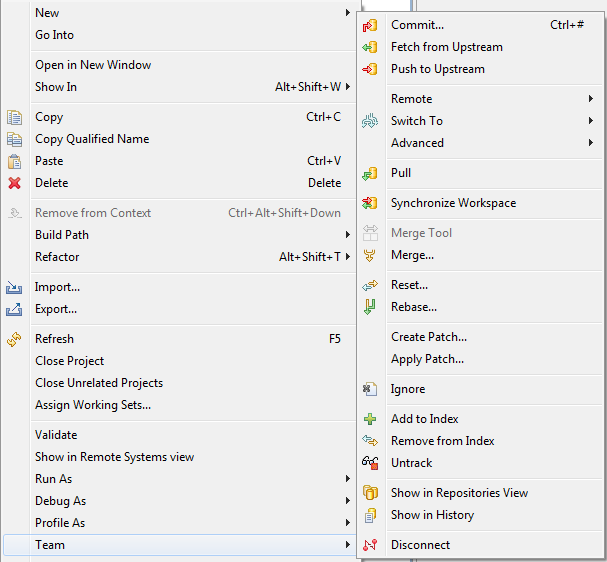 New
Go Into
Open in New Window
Show In Alt+Shift+W
Copy Ctrl+C
Copy Qualified Name
Paste Ctrl+V
Delete Delete
Remove from Context Ctrl+Alt+Shift+Down
Build Path
Refactor Alt+Shift+T
Import...
Export...
Refresh F5
Close Project
Close Unrelated Projects
Assign Working Sets...
Validate
Show in Remote Systems view
Run As
Debug As
Profile As
Team
Commit... Ctrl+#
Fetch from Upstream
Push to Upstream
Remote
Switch To
Advanced
Pull
Synchronize Workspace
Merge Tool
Merge...
Reset...
Rebase...
Create Patch...
Apply Patch...
Ignore
Add to Index
Remove from Index
Untrack
Show in Repositories View
Show in History
Disconnect